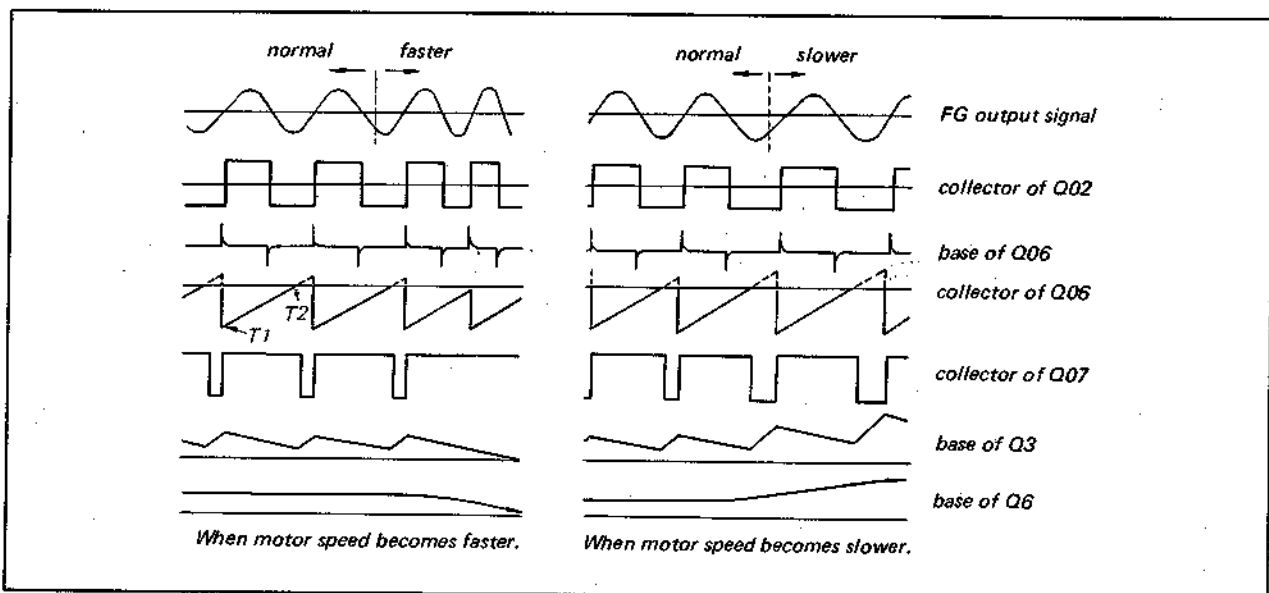 normal faster
normal slower
FG output signal
collector of Q02
base of Q06
collector of Q06
T1
T2
collector of Q07
base of Q3
base of Q6
When motor speed becomes faster.
When motor speed becomes slower.